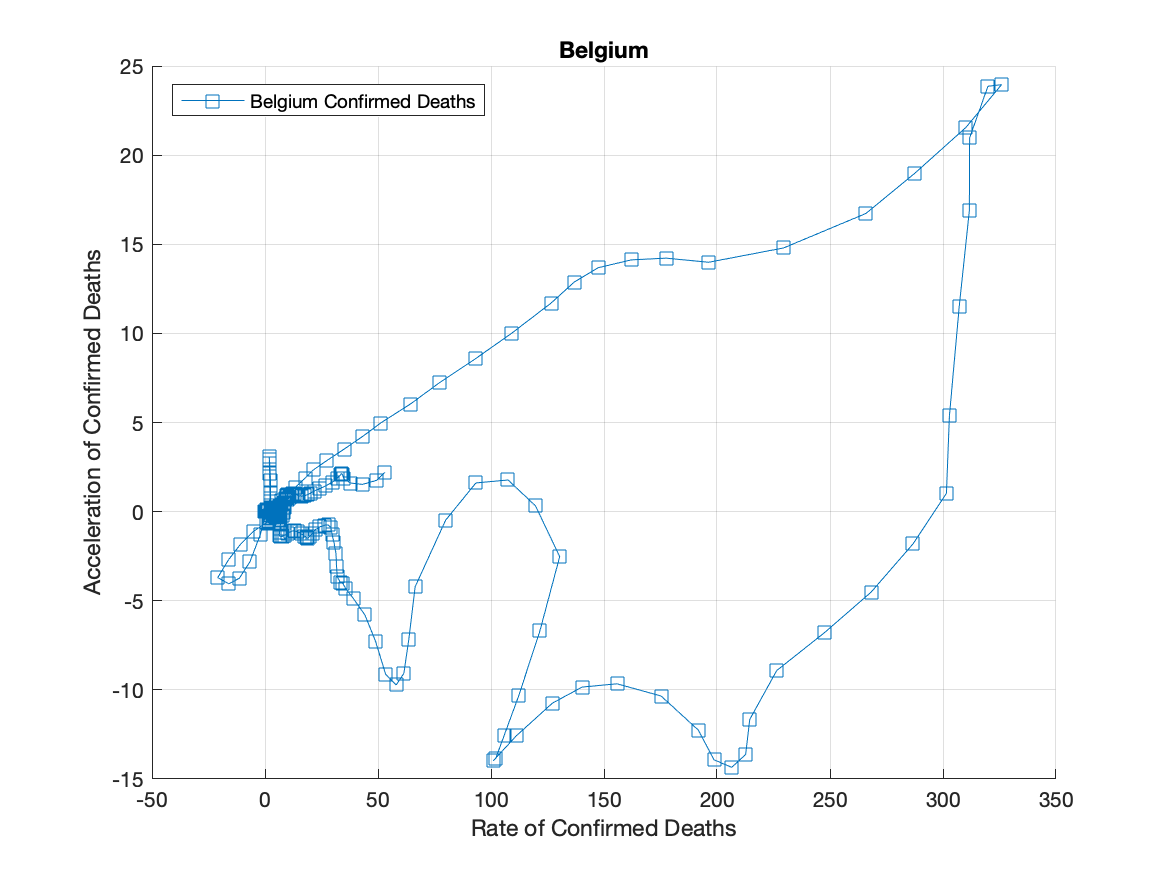 Belgium
Belgium Confirmed Deaths
25
20
15
10
5
0
-5
-10
-15
Acceleration of Confirmed Deaths
-50 0 50 100 150 200 250 300 350
Rate of Confirmed Deaths